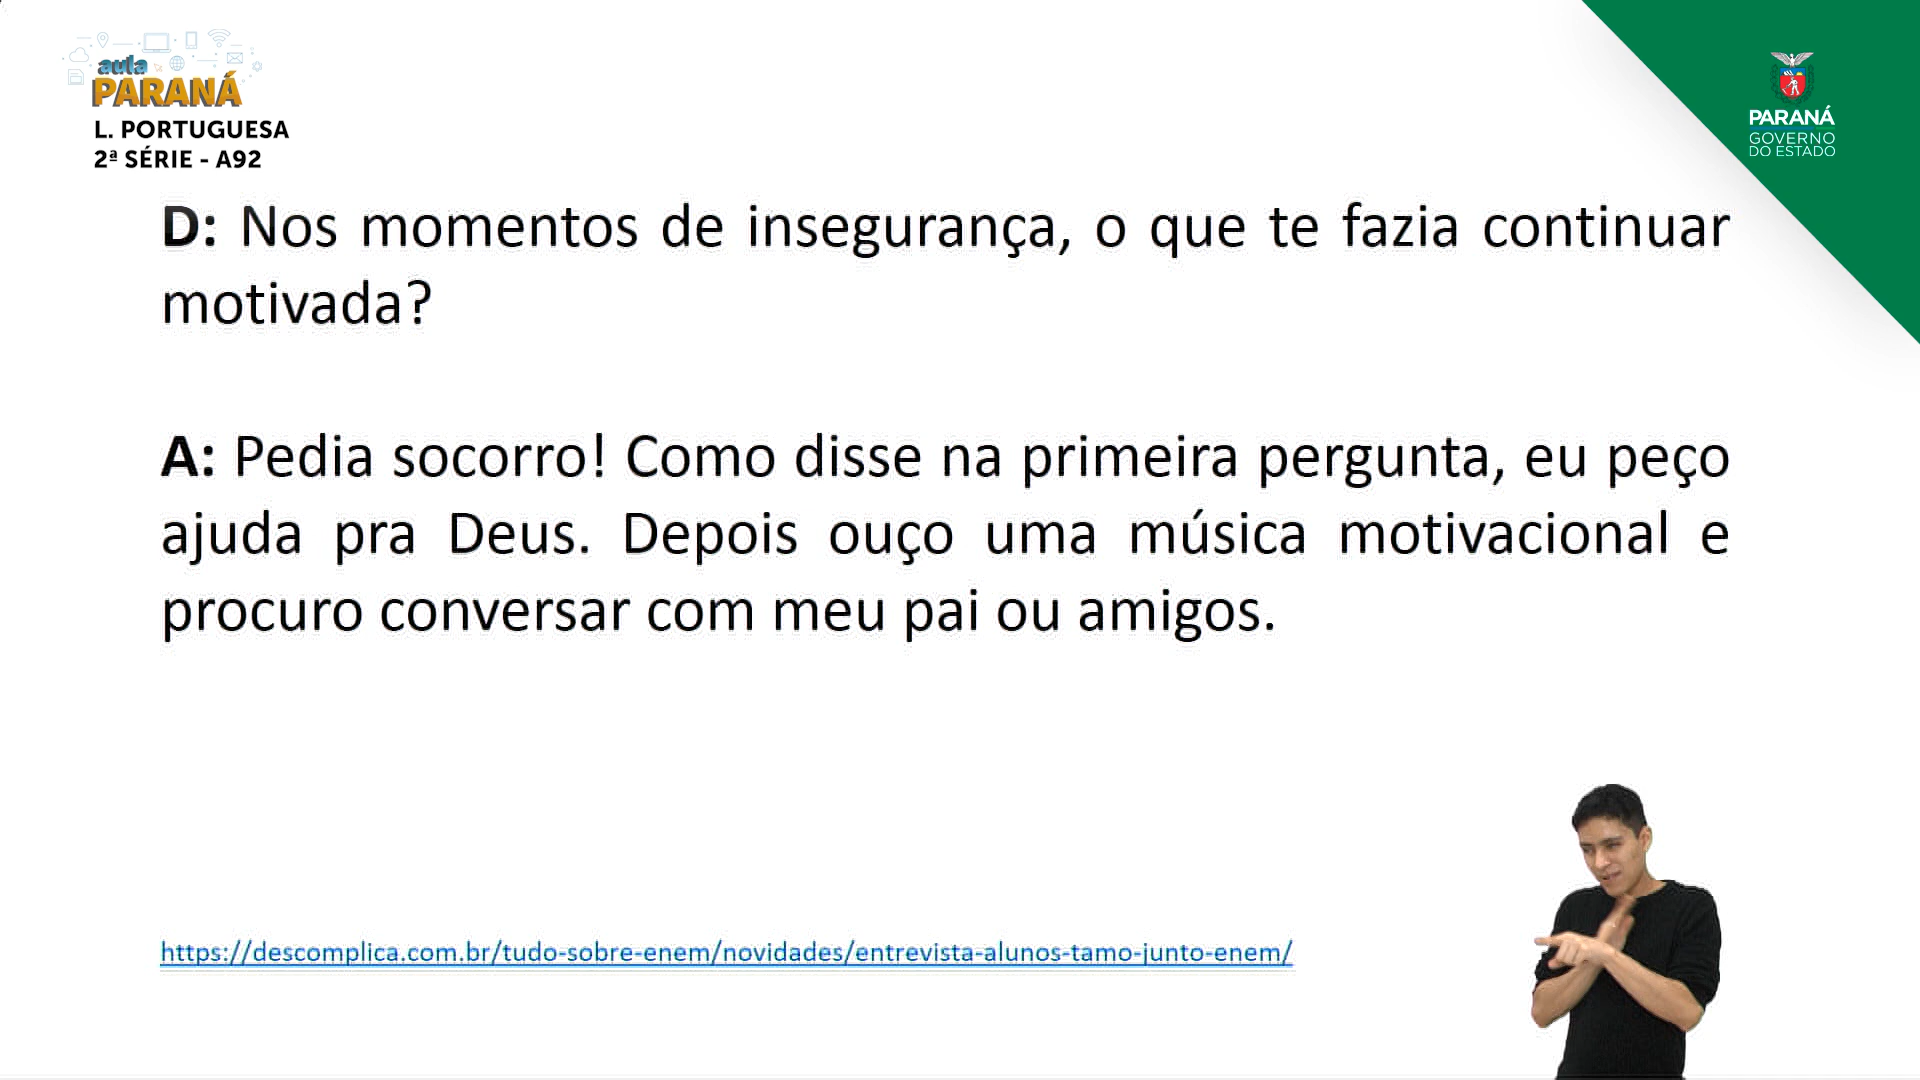 aula
PARANÁ
L. PORTUGUESA
2ª SÉRIE - A92
PARANÁ
GOVERNO
DO ESTADO
D: Nos momentos de insegurança, o que te fazia continuar
motivada?
A: Pedia socorro! Como disse na primeira pergunta, eu peço
ajuda pra Deus. Depois ouço uma música motivacional e
procuro conversar com meu pai ou amigos.
https://descomplica.com.br/tudo-sobre-enem/novidades/entrevista-alunos-tamo-junto-enem/